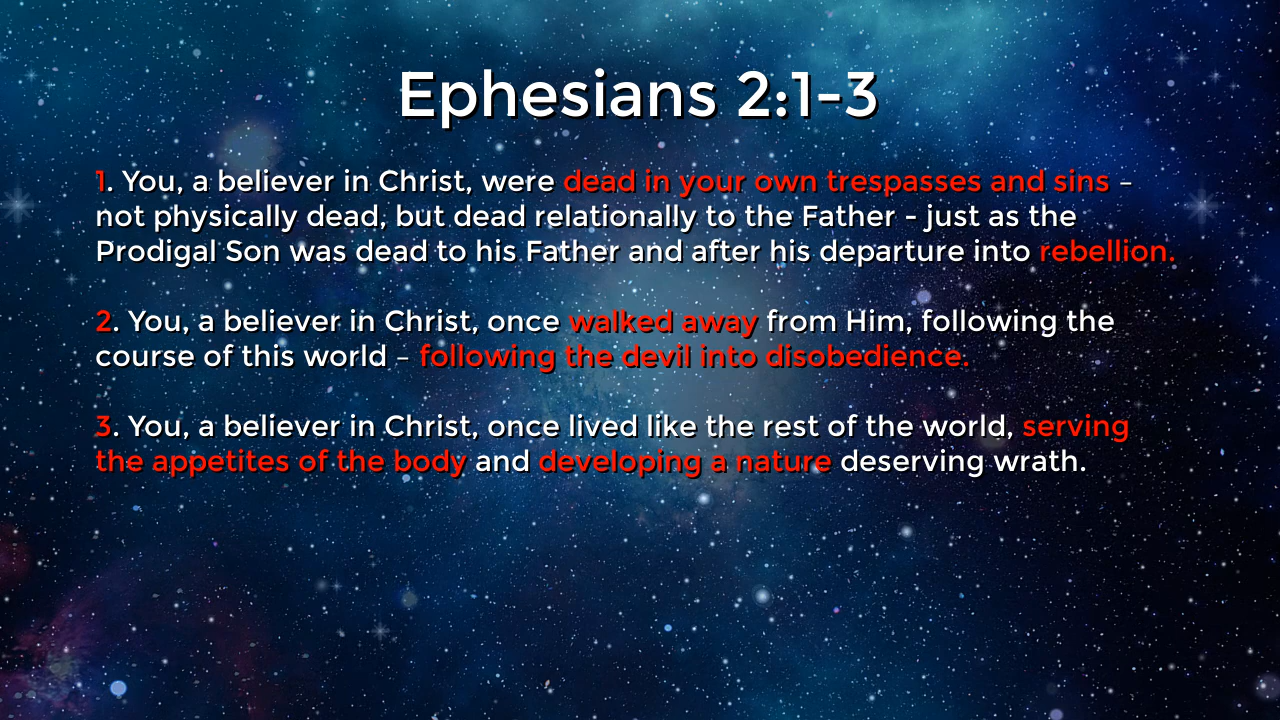 Ephesians 2:1-3
1. You, a believer in Christ, were dead in your own trespasses and sins –
not physically dead, but dead relationally to the Father - just as the
Prodigal Son was dead to his Father and after his departure into rebellion.
2. You, a believer in Christ, once walked away from Him, following the
course of this world – following the devil into disobedience.
3. You, a believer in Christ, once lived like the rest of the world, serving
the appetites of the body and developing a nature deserving wrath.